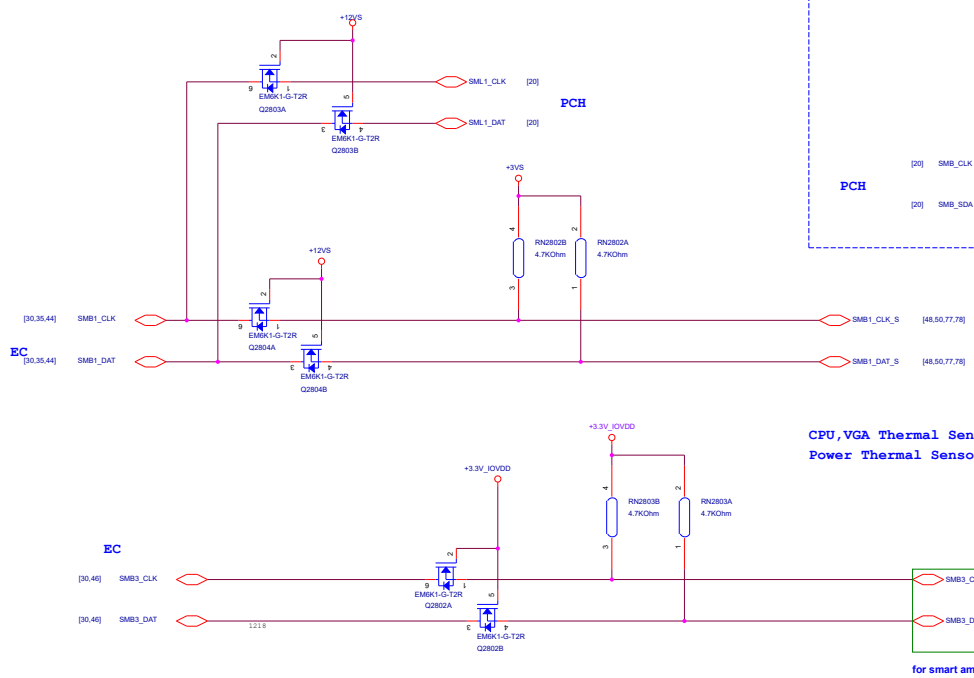 +12VS
2
6
1
EM6K1-G-T2R
Q2803A
SML1_CLK [20]
5
3
4
EM6K1-G-T2R
Q2803B
SML1_DAT [20]
PCH
[20] SMB_CLK
PCH
[20] SMB_SDA
+3VS
4
RN2802B
4.7KOhm
3
2
RN2802A
4.7KOhm
1
+12VS
2
[30,35,44] SMB1_CLK
6
1
EM6K1-G-T2R
Q2804A
SMB1_CLK_S [48,50,77,78]
EC
[30,35,44] SMB1_DAT
5
3
4
EM6K1-G-T2R
Q2804B
SMB1_DAT_S [48,50,77,78]
CPU,VGA Thermal Sen
Power Thermal Senso
+3.3V_IOVDD
4
RN2803B
4.7KOhm
3
2
RN2803A
4.7KOhm
1
+3.3V_IOVDD
EC
2
[30,46] SMB3_CLK
6
1
EM6K1-G-T2R
Q2802A
SMB3_C
[30,46] SMB3_DAT
1218
5
3
4
EM6K1-G-T2R
Q2802B
SMB3_D
for smart am